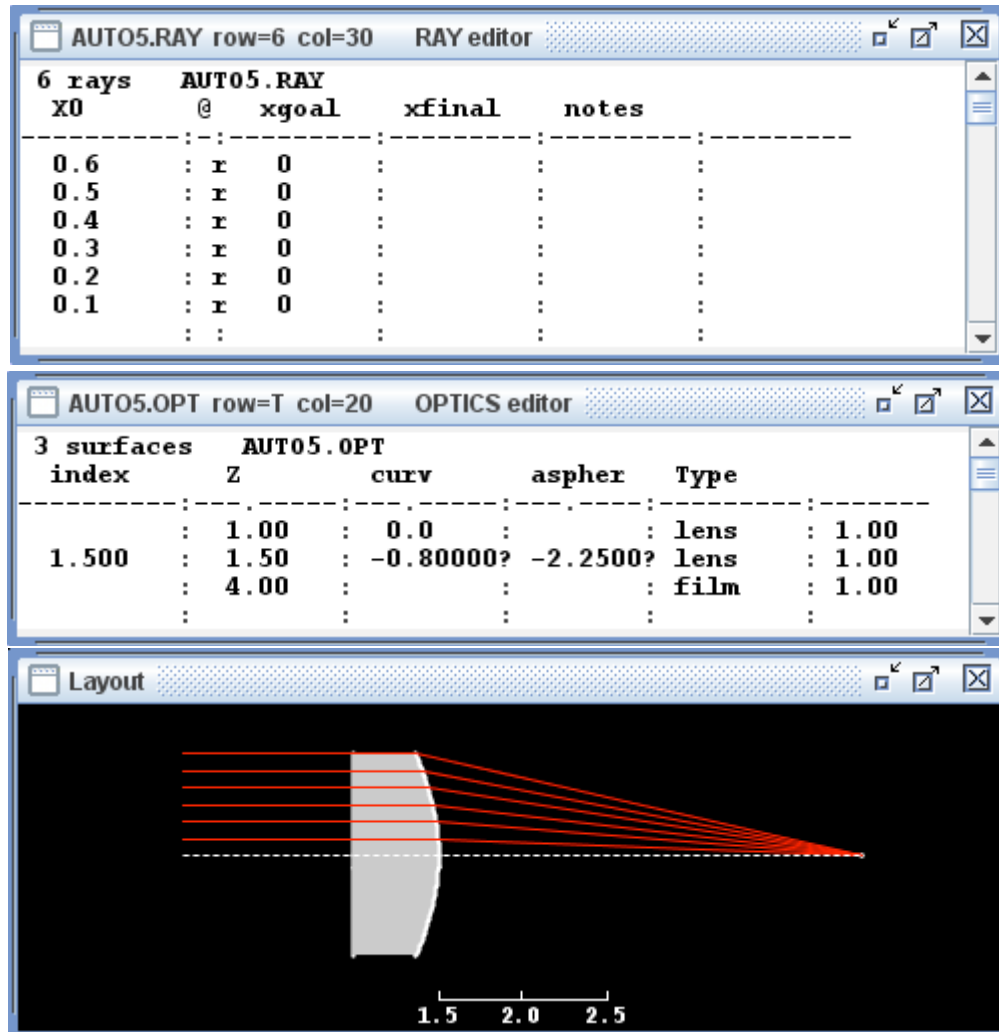 AUTO5.RAY row=6 col=30 RAY editor
6 rays AUTO5.RAY
X0 @ xgoal xfinal notes
----------:-:---------:---------:---------:---------
0.6 : r 0 : : :
0.5 : r 0 : : :
0.4 : r 0 : : :
0.3 : r 0 : : :
0.2 : r 0 : : :
0.1 : r 0 : : :
: : : : :
AUTO5.OPT row=T col=20 OPTICS editor
3 surfaces AUTO5.OPT
index Z curv aspher Type
----------:---.-----:---.-----:---.-----:---------:-------
: 1.00 : 0.0 : : lens : 1.00
1.500 : 1.50 : -0.80000? -2.2500? lens : 1.00
: 4.00 : : : film : 1.00
: : : : :
Layout
1.5 2.0 2.5